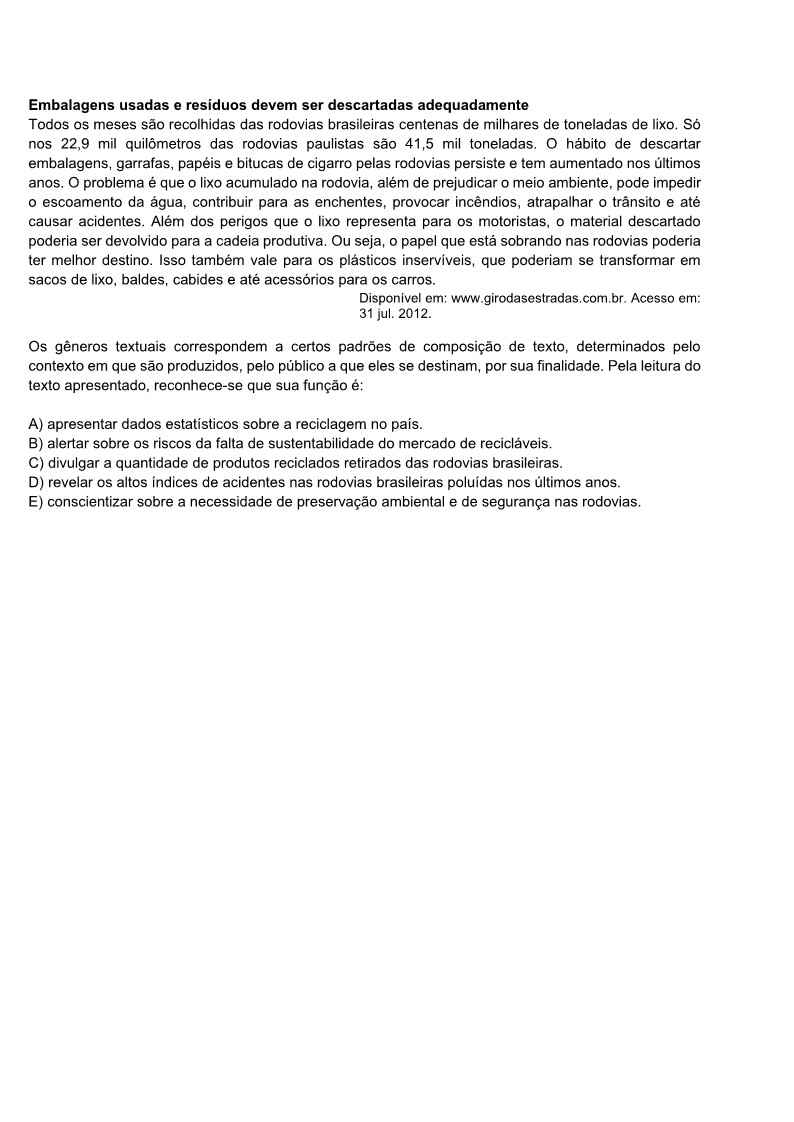 Embalagens usadas e resíduos devem ser descartadas adequadamente
Todos os meses são recolhidas das rodovias brasileiras centenas de milhares de toneladas de lixo. Só
nos 22,9 mil quilômetros das rodovias paulistas são 41,5 mil toneladas. O hábito de descartar
embalagens, garrafas, papéis e bitucas de cigarro pelas rodovias persiste e tem aumentado nos últimos
anos. O problema é que o lixo acumulado na rodovia, além de prejudicar o meio ambiente, pode impedir
o escoamento da água, contribuir para as enchentes, provocar incêndios, atrapalhar o trânsito e até
causar acidentes. Além dos perigos que o lixo representa para os motoristas, o material descartado
poderia ser devolvido para a cadeia produtiva. Ou seja, o papel que está sobrando nas rodovias poderia
ter melhor destino. Isso também vale para os plásticos inservíveis, que poderiam se transformar em
sacos de lixo, baldes, cabides e até acessórios para os carros.
Disponível em: www.girodasestradas.com.br. Acesso em:
31 jul. 2012.
Os gêneros textuais correspondem a certos padrões de composição de texto, determinados pelo
contexto em que são produzidos, pelo público a que eles se destinam, por sua finalidade. Pela leitura do
texto apresentado, reconhece-se que sua função é:
A) apresentar dados estatísticos sobre a reciclagem no país.
B) alertar sobre os riscos da falta de sustentabilidade do mercado de recicláveis.
C) divulgar a quantidade de produtos reciclados retirados das rodovias brasileiras.
D) revelar os altos índices de acidentes nas rodovias brasileiras poluídas nos últimos anos.
E) conscientizar sobre a necessidade de preservação ambiental e de segurança nas rodovias.